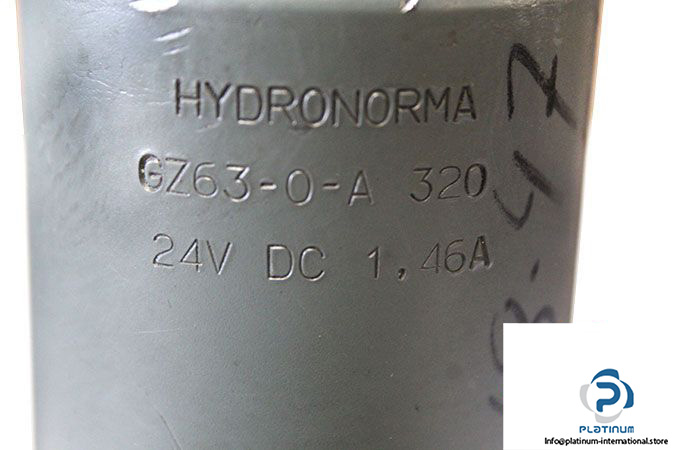 HYDRONORMA
GZ63-0-A 320
24V DC 1,46A
PLATINUM
Info@platinum-international.store